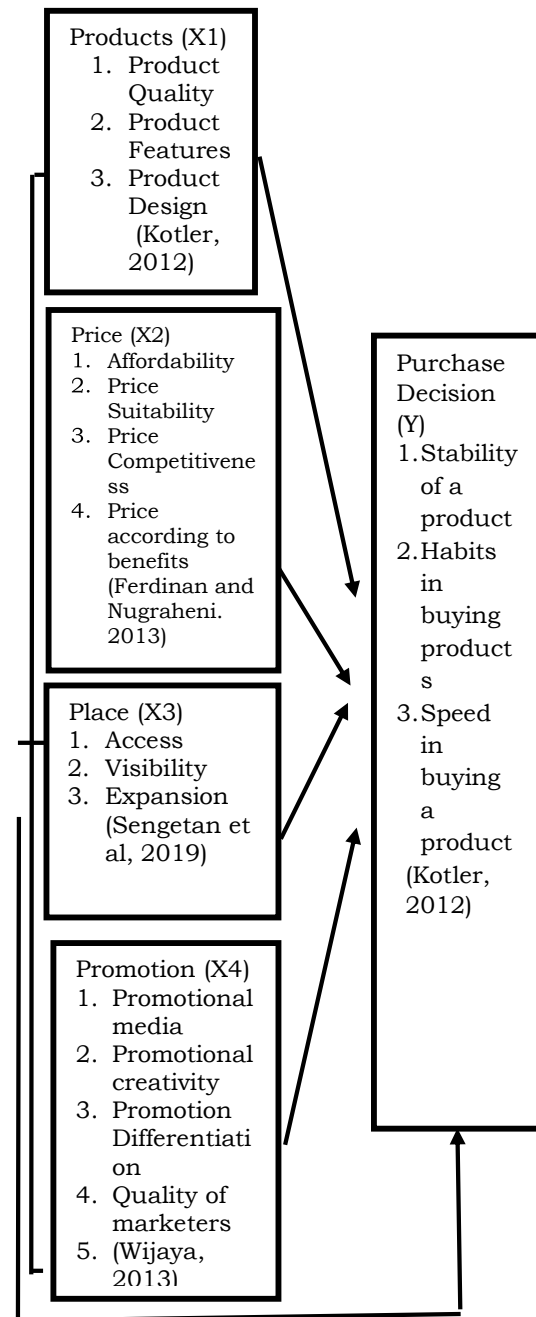 Products (X1)
1. Product
Quality
2. Product
Features
3. Product
Design
(Kotler,
2012)
Price (X2)
1. Affordability
2. Price
Suitability
3. Price
Competitivene
ss
4. Price
according to
benefits
(Ferdinan and
Nugraheni.
2013)
Place (X3)
1. Access
2. Visibility
3. Expansion
(Sengetan et
al, 2019)
Promotion (X4)
1. Promotional
media
2. Promotional
creativity
3. Promotion
Differentiati
on
4. Quality of
marketers
5. (Wijaya,
2013)
Purchase
Decision
(Y)
1.Stability
of a
product
2.Habits
in
buying
product
s
3.Speed
in
buying
a
product
(Kotler,
2012)